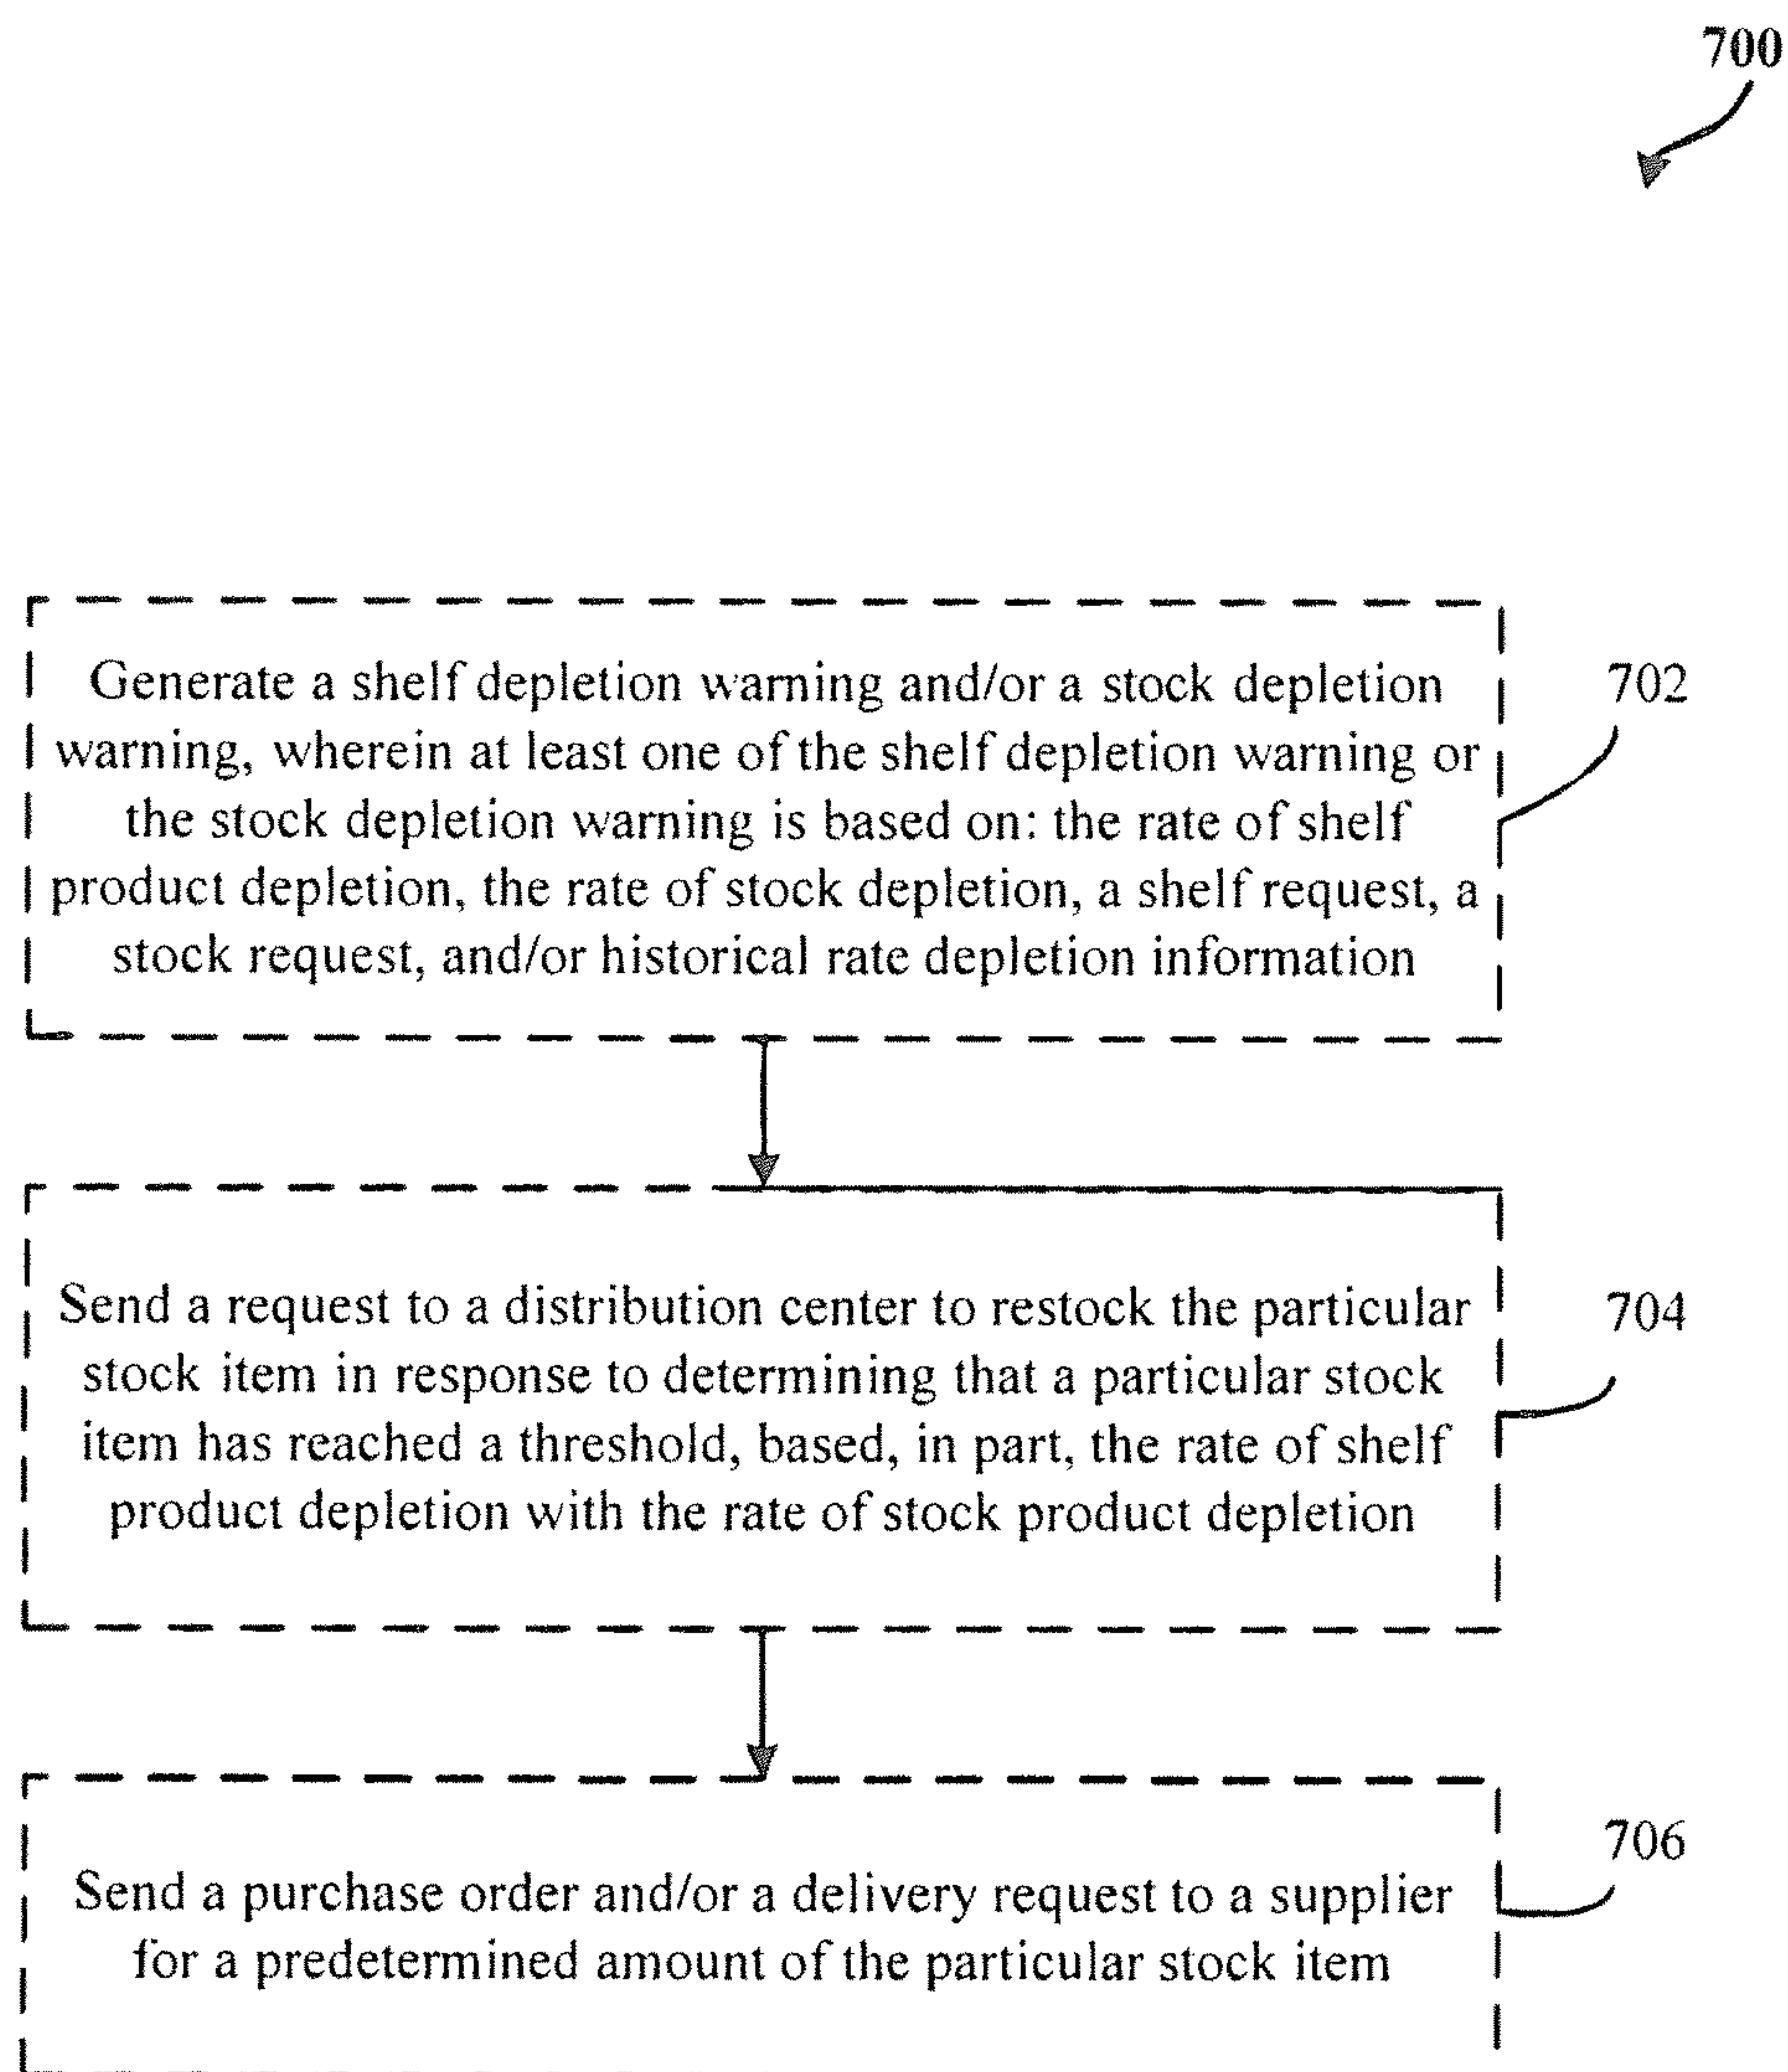 700
Generate a shelf depletion warning and/or a stock depletion
warning, wherein at least one of the shelf depletion warning or
the stock depletion warning is based on: the rate of shelf
product depletion, the rate of stock depletion, a shelf request, a
stock request, and/or historical rate depletion information
702
Send a request to a distribution center to restock the particular
stock item in response to determining that a particular stock
item has reached a threshold, based, in part, the rate of shelf
product depletion with the rate of stock product depletion
704
Send a purchase order and/or a delivery request to a supplier
for a predetermined amount of the particular stock item
706